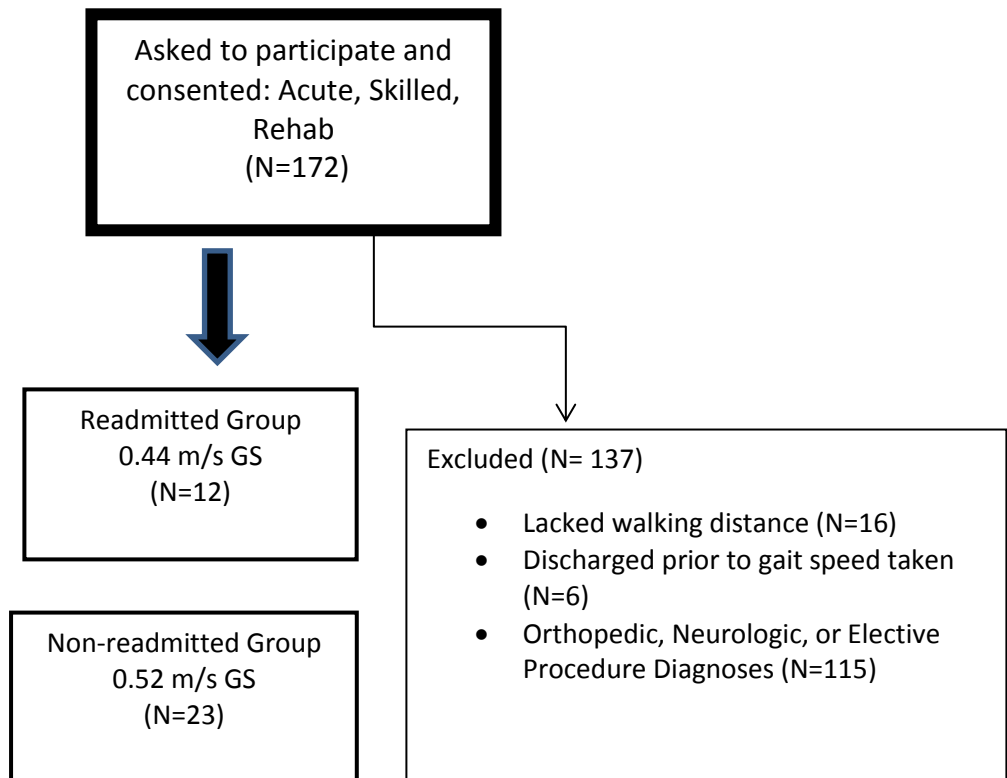 Asked to participate and
consented: Acute, Skilled,
Rehab
(N=172)
Readmitted Group
0.44 m/s GS
(N=12)
Non-readmitted Group
0.52 m/s GS
(N=23)
Excluded (N= 137)
• Lacked walking distance (N=16)
• Discharged prior to gait speed taken
(N=6)
• Orthopedic, Neurologic, or Elective
Procedure Diagnoses (N=115)